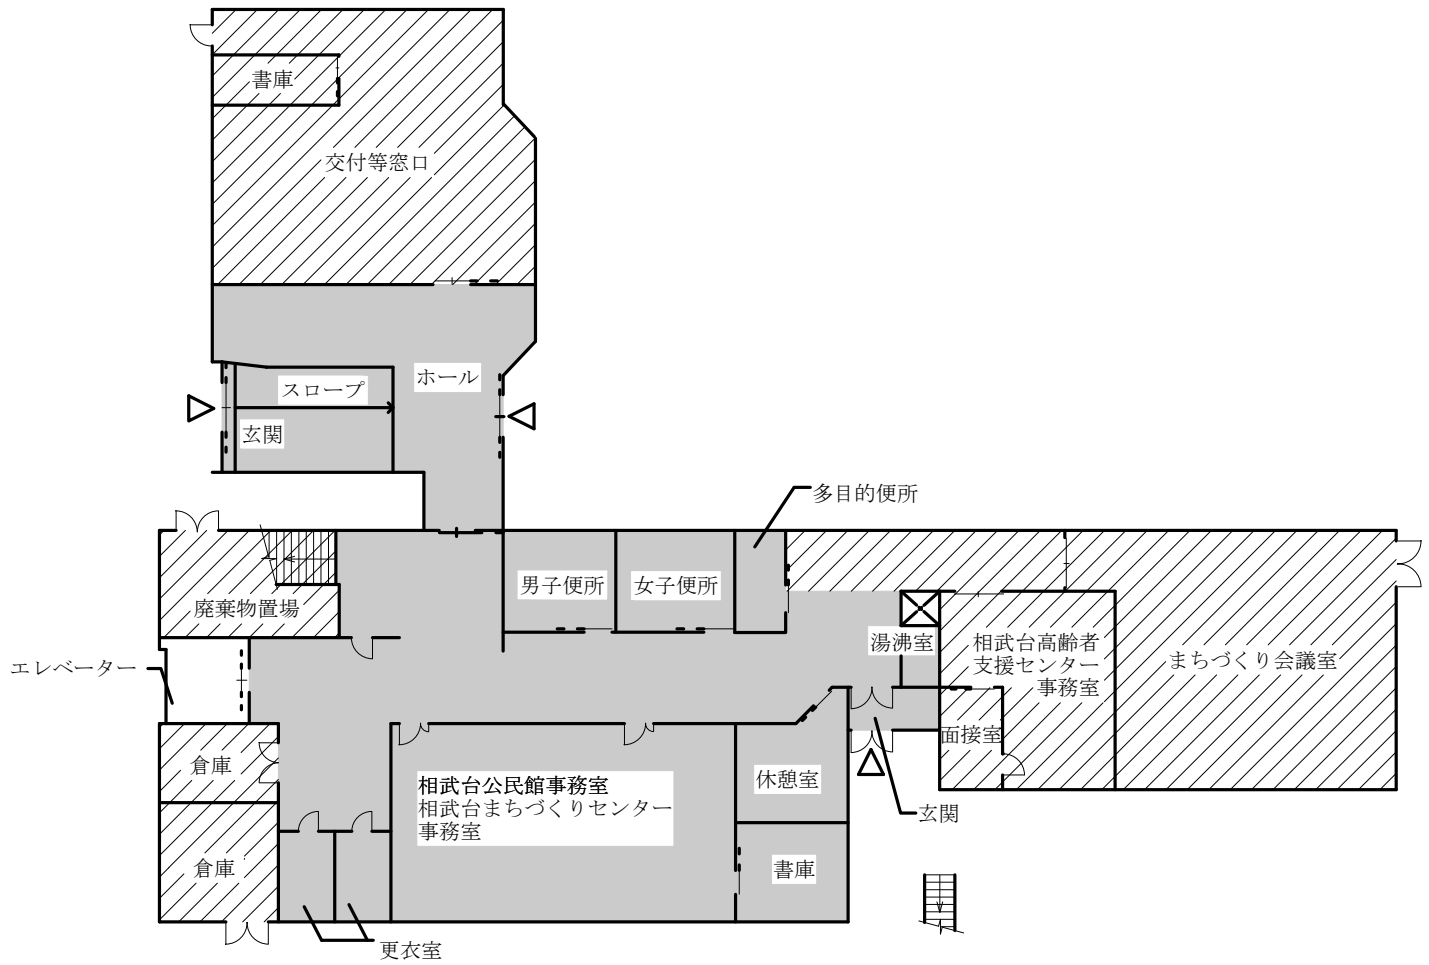 書庫
交付等窓口
スロープ
ホール
玄関
多目的便所
男子便所
女子便所
廃棄物置場
湯沸室
相武台高齢者
支援センター
事務室
まちづくり会議室
エレベーター
面接室
倉庫
相武台公民館事務室
相武台まちづくりセンター
事務室
休憩室
玄関
倉庫
書庫
更衣室